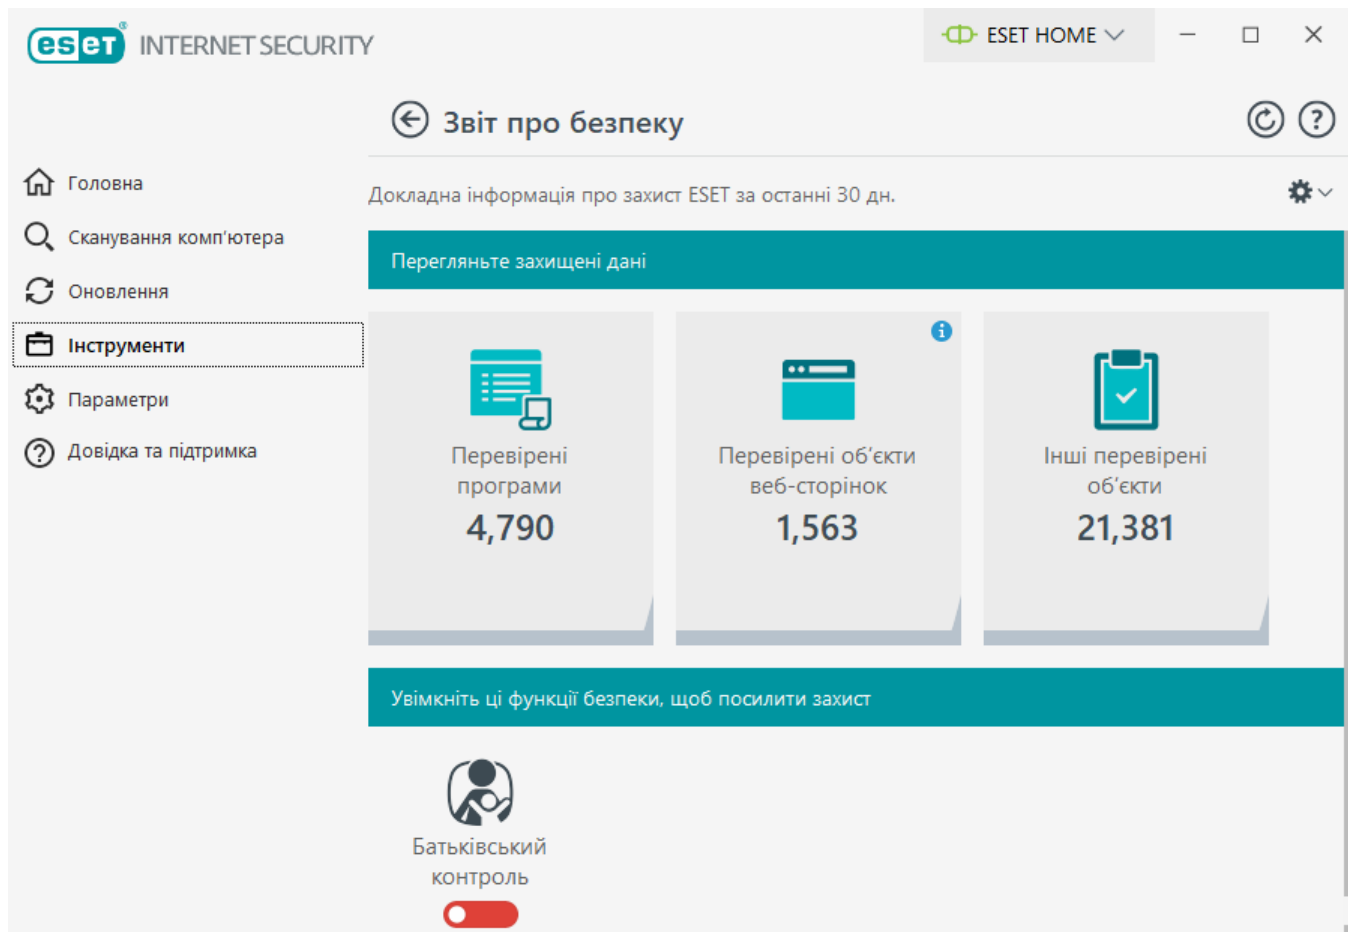 eset® INTERNET SECURITY
ESET HOME
Звіт про безпеку
Головна
Сканування комп'ютера
Оновлення
Інструменти
Параметри
Довідка та підтримка
Докладна інформація про захист ESET за останні 30 дн.
Перегляньте захищені дані
Перевірені
програми
4,790
Перевірені об’єкти
веб-сторінок
1,563
Інші перевірені
об’єкти
21,381
Увімкніть ці функції безпеки, щоб посилити захист
Батьківський
контроль